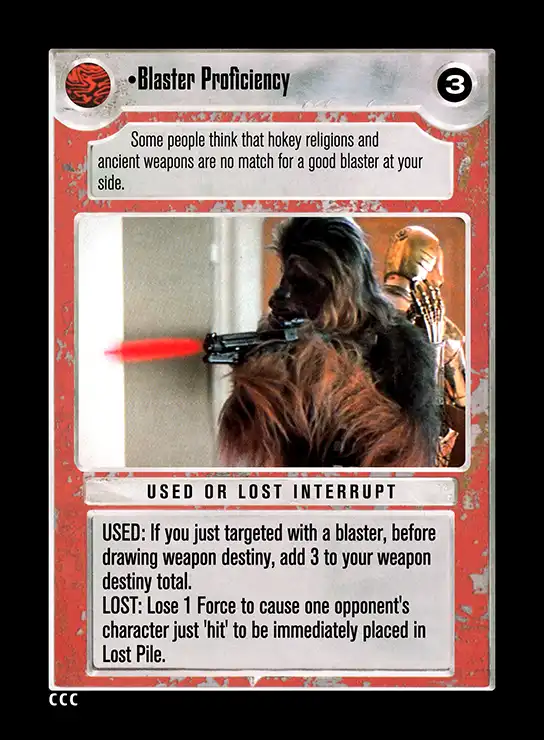 •Blaster Proficiency
3
Some people think that hokey religions and
ancient weapons are no match for a good blaster at your
side.
USED OR LOST INTERRUPT
USED: If you just targeted with a blaster, before
drawing weapon destiny, add 3 to your weapon
destiny total.
LOST: Lose 1 Force to cause one opponent's
character just 'hit' to be immediately placed in
Lost Pile.
CCC